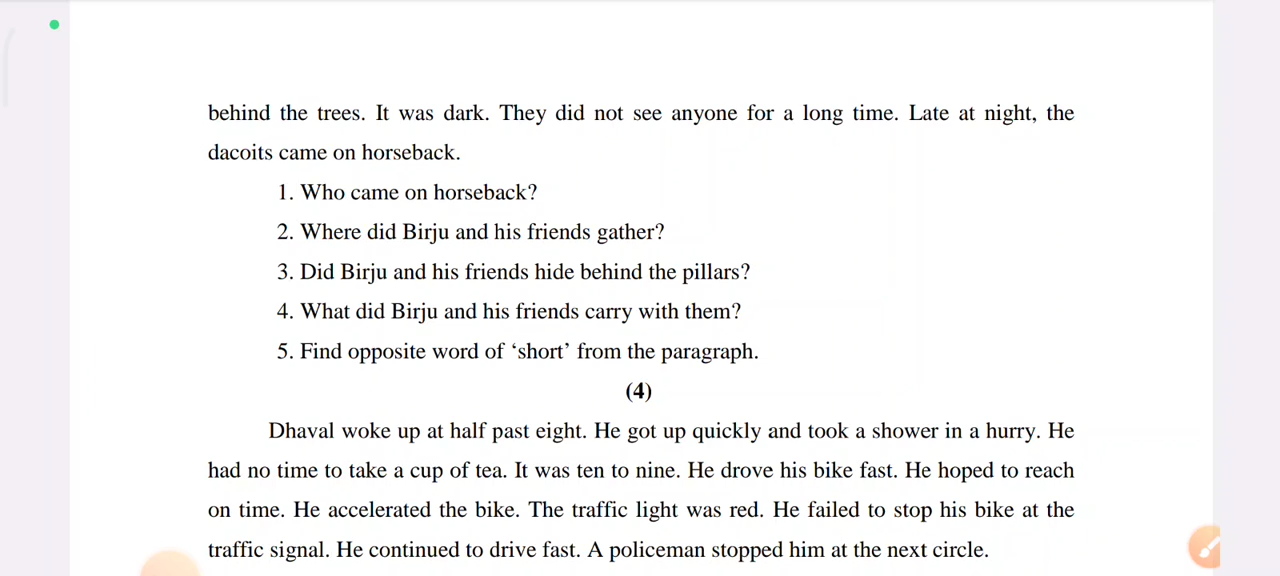 behind the trees. It was dark. They did not see anyone for a long time. Late at night, the
dacoits came on horseback.
1. Who came on horseback?
2. Where did Birju and his friends gather?
3. Did Birju and his friends hide behind the pillars?
4. What did Birju and his friends carry with them?
5. Find opposite word of ‘short’ from the paragraph.
(4)
Dhaval woke up at half past eight. He got up quickly and took a shower in a hurry. He
had no time to take a cup of tea. It was ten to nine. He drove his bike fast. He hoped to reach
on time. He accelerated the bike. The traffic light was red. He failed to stop his bike at the
traffic signal. He continued to drive fast. A policeman stopped him at the next circle.